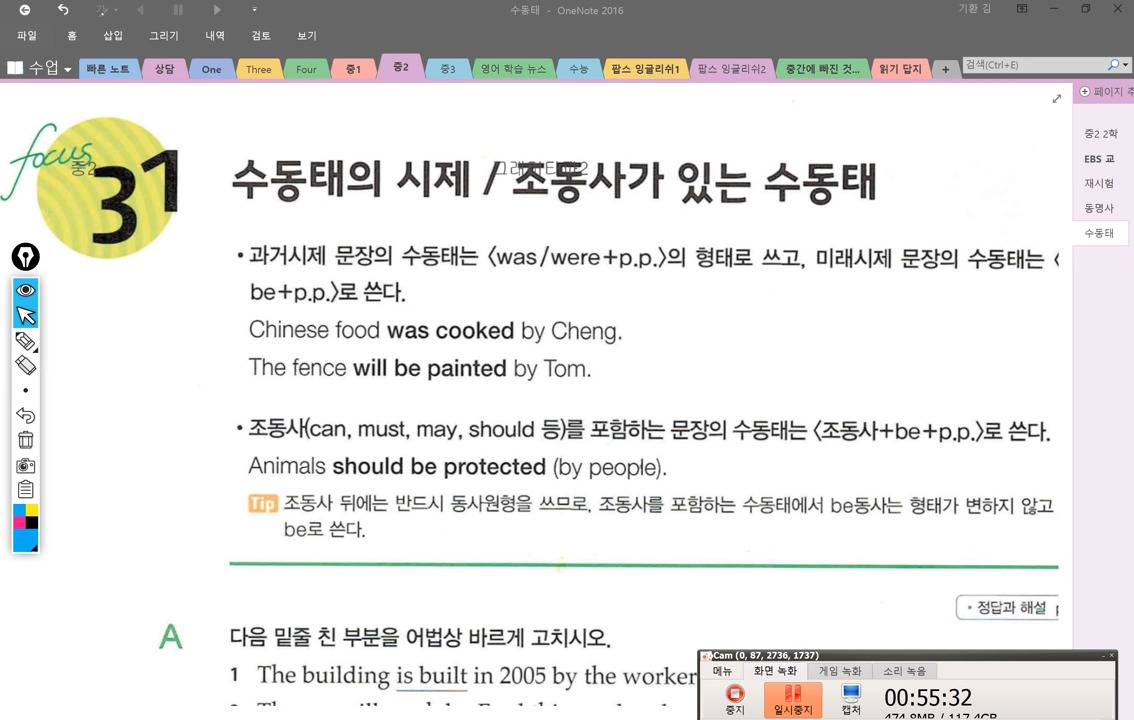 수동태 - OneNote 2016
기환 김
파일 홈 삽입 그리기 내역 검토 보기
수업 빠른 노트 상담 One Three Four 중1 중2 중3 영어 학습 뉴스 수능 팝스 잉글리쉬1 팝스 잉글리쉬2 중간에 빠진 것... 읽기 답지 + 검색(Ctrl+E)
페이지 추
중2 2학
EBS 교
재시험
동명사
수동태
focus 31
중2
수동태의 시제 / 조동사가 있는 수동태
• 과거시제 문장의 수동태는 〈was/were+p.p.〉의 형태로 쓰고, 미래시제 문장의 수동태는 〈
be+p.p.〉로 쓴다.
Chinese food was cooked by Cheng.
The fence will be painted by Tom.
• 조동사(can, must, may, should 등)를 포함하는 문장의 수동태는 〈조동사+be+p.p.〉로 쓴다.
Animals should be protected (by people).
Tip 조동사 뒤에는 반드시 동사원형을 쓰므로, 조동사를 포함하는 수동태에서 be동사는 형태가 변하지 않고
be로 쓴다.
• 정답과 해설 p
A 다음 밑줄 친 부분을 어법상 바르게 고치시오.
1 The building is built in 2005 by the worker
oCam (0, 87, 2736, 1737)
메뉴 화면 녹화 게임 녹화 소리 녹음
중지 일시중지 캡처 00:55:32
474.8MB / 117.4GB